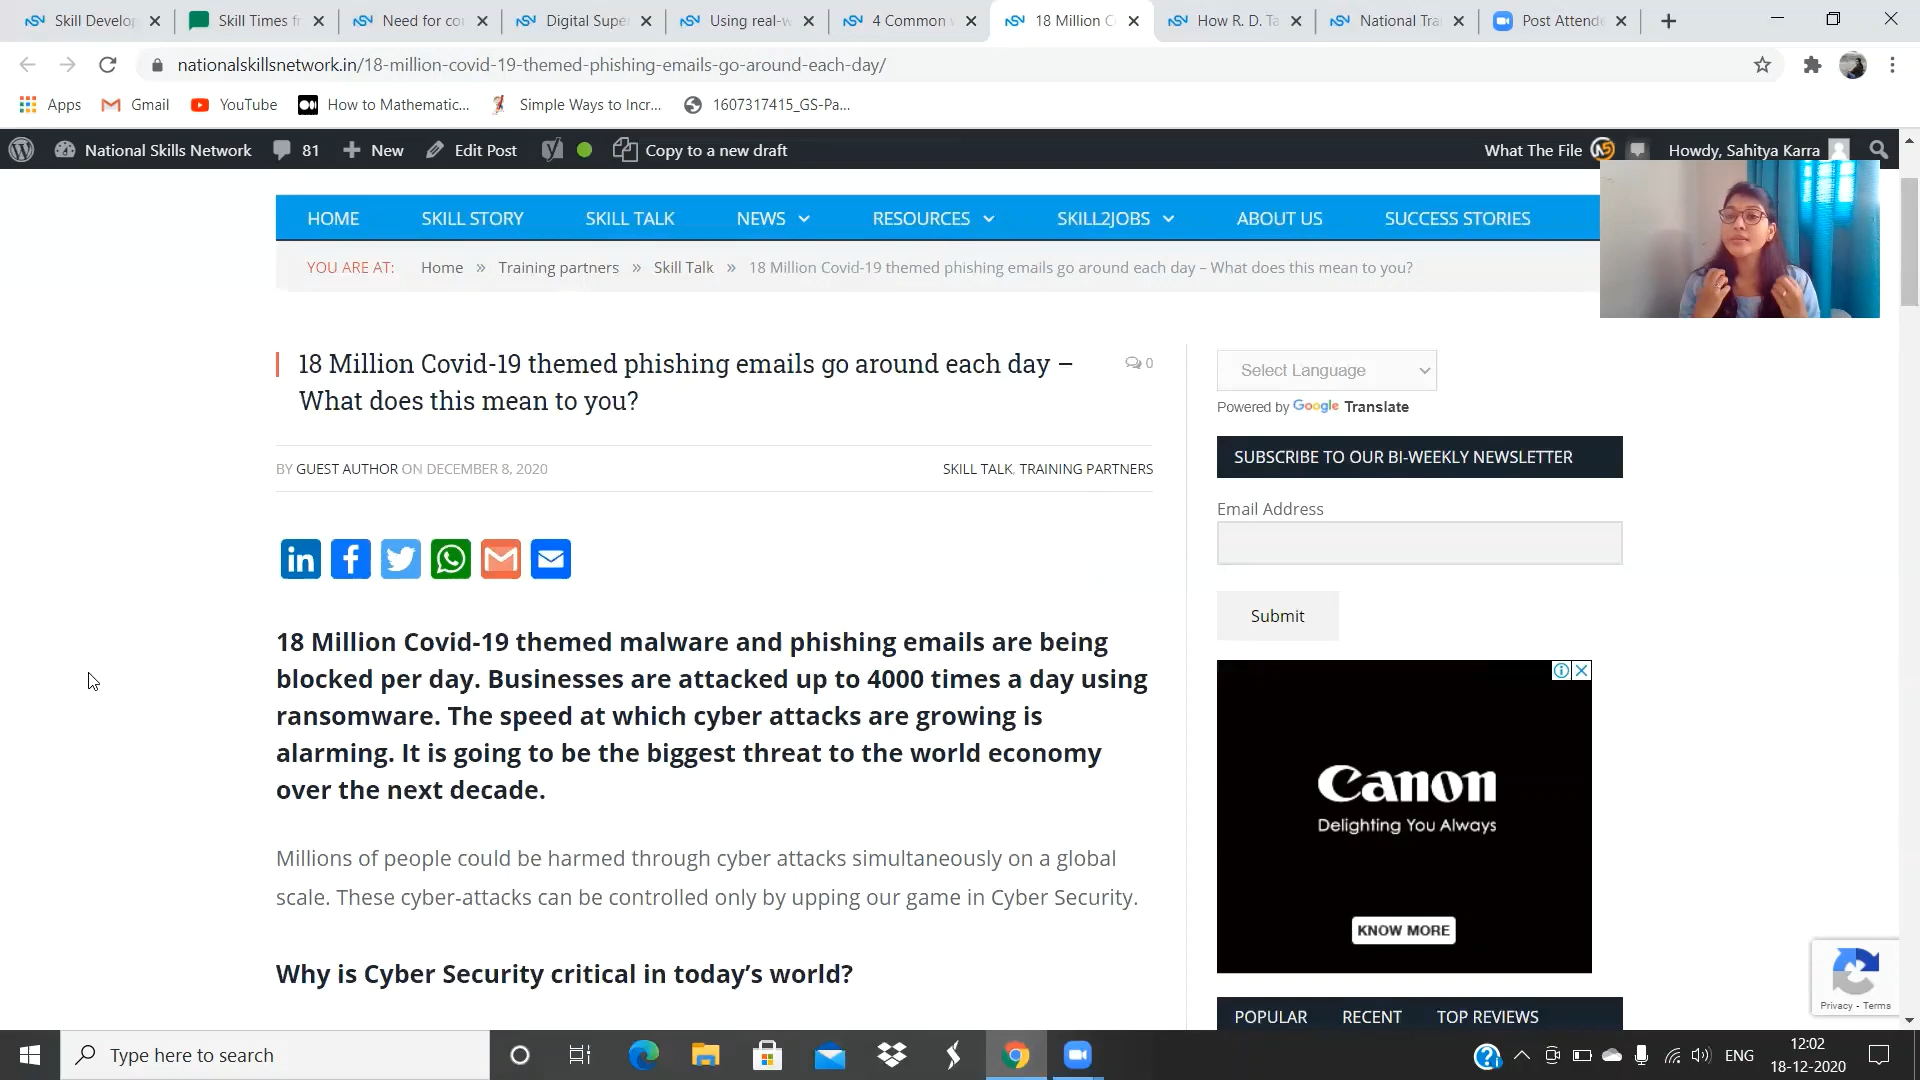 Skill Develop
Skill Times f
Need for co
Digital Supe
Using real-w
4 Common
18 Million C
How R. D. Ta
National Tra
Post Attende
nationalskillsnetwork.in/18-million-covid-19-themed-phishing-emails-go-around-each-day/
Apps
Gmail
YouTube
How to Mathematic...
Simple Ways to Incr...
1607317415_GS-Pa...
National Skills Network
81
New
Edit Post
Copy to a new draft
What The File
Howdy, Sahitya Karra
HOME
SKILL STORY
SKILL TALK
NEWS
RESOURCES
SKILL2JOBS
ABOUT US
SUCCESS STORIES
YOU ARE AT: Home » Training partners » Skill Talk » 18 Million Covid-19 themed phishing emails go around each day – What does this mean to you?
18 Million Covid-19 themed phishing emails go around each day –
What does this mean to you?
0
BY GUEST AUTHOR ON DECEMBER 8, 2020
SKILL TALK, TRAINING PARTNERS
18 Million Covid-19 themed malware and phishing emails are being
blocked per day. Businesses are attacked up to 4000 times a day using
ransomware. The speed at which cyber attacks are growing is
alarming. It is going to be the biggest threat to the world economy
over the next decade.
Millions of people could be harmed through cyber attacks simultaneously on a global
scale. These cyber-attacks can be controlled only by upping our game in Cyber Security.
Why is Cyber Security critical in today’s world?
Select Language
Powered by Google Translate
SUBSCRIBE TO OUR BI-WEEKLY NEWSLETTER
Email Address
Submit
Canon
Delighting You Always
KNOW MORE
POPULAR
RECENT
TOP REVIEWS
Privacy - Terms
Type here to search
ENG
12:02
18-12-2020